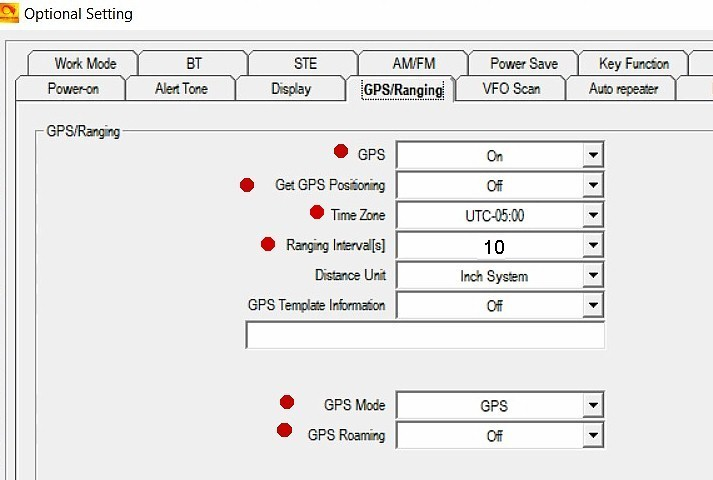 Optional Setting
Work Mode BT STE AM/FM Power Save Key Function
Power-on Alert Tone Display GPS/Ranging VFO Scan Auto repeater
GPS/Ranging
GPS On
Get GPS Positioning Off
Time Zone UTC-05:00
Ranging Interval[s] 10
Distance Unit Inch System
GPS Template Information Off
GPS Mode GPS
GPS Roaming Off